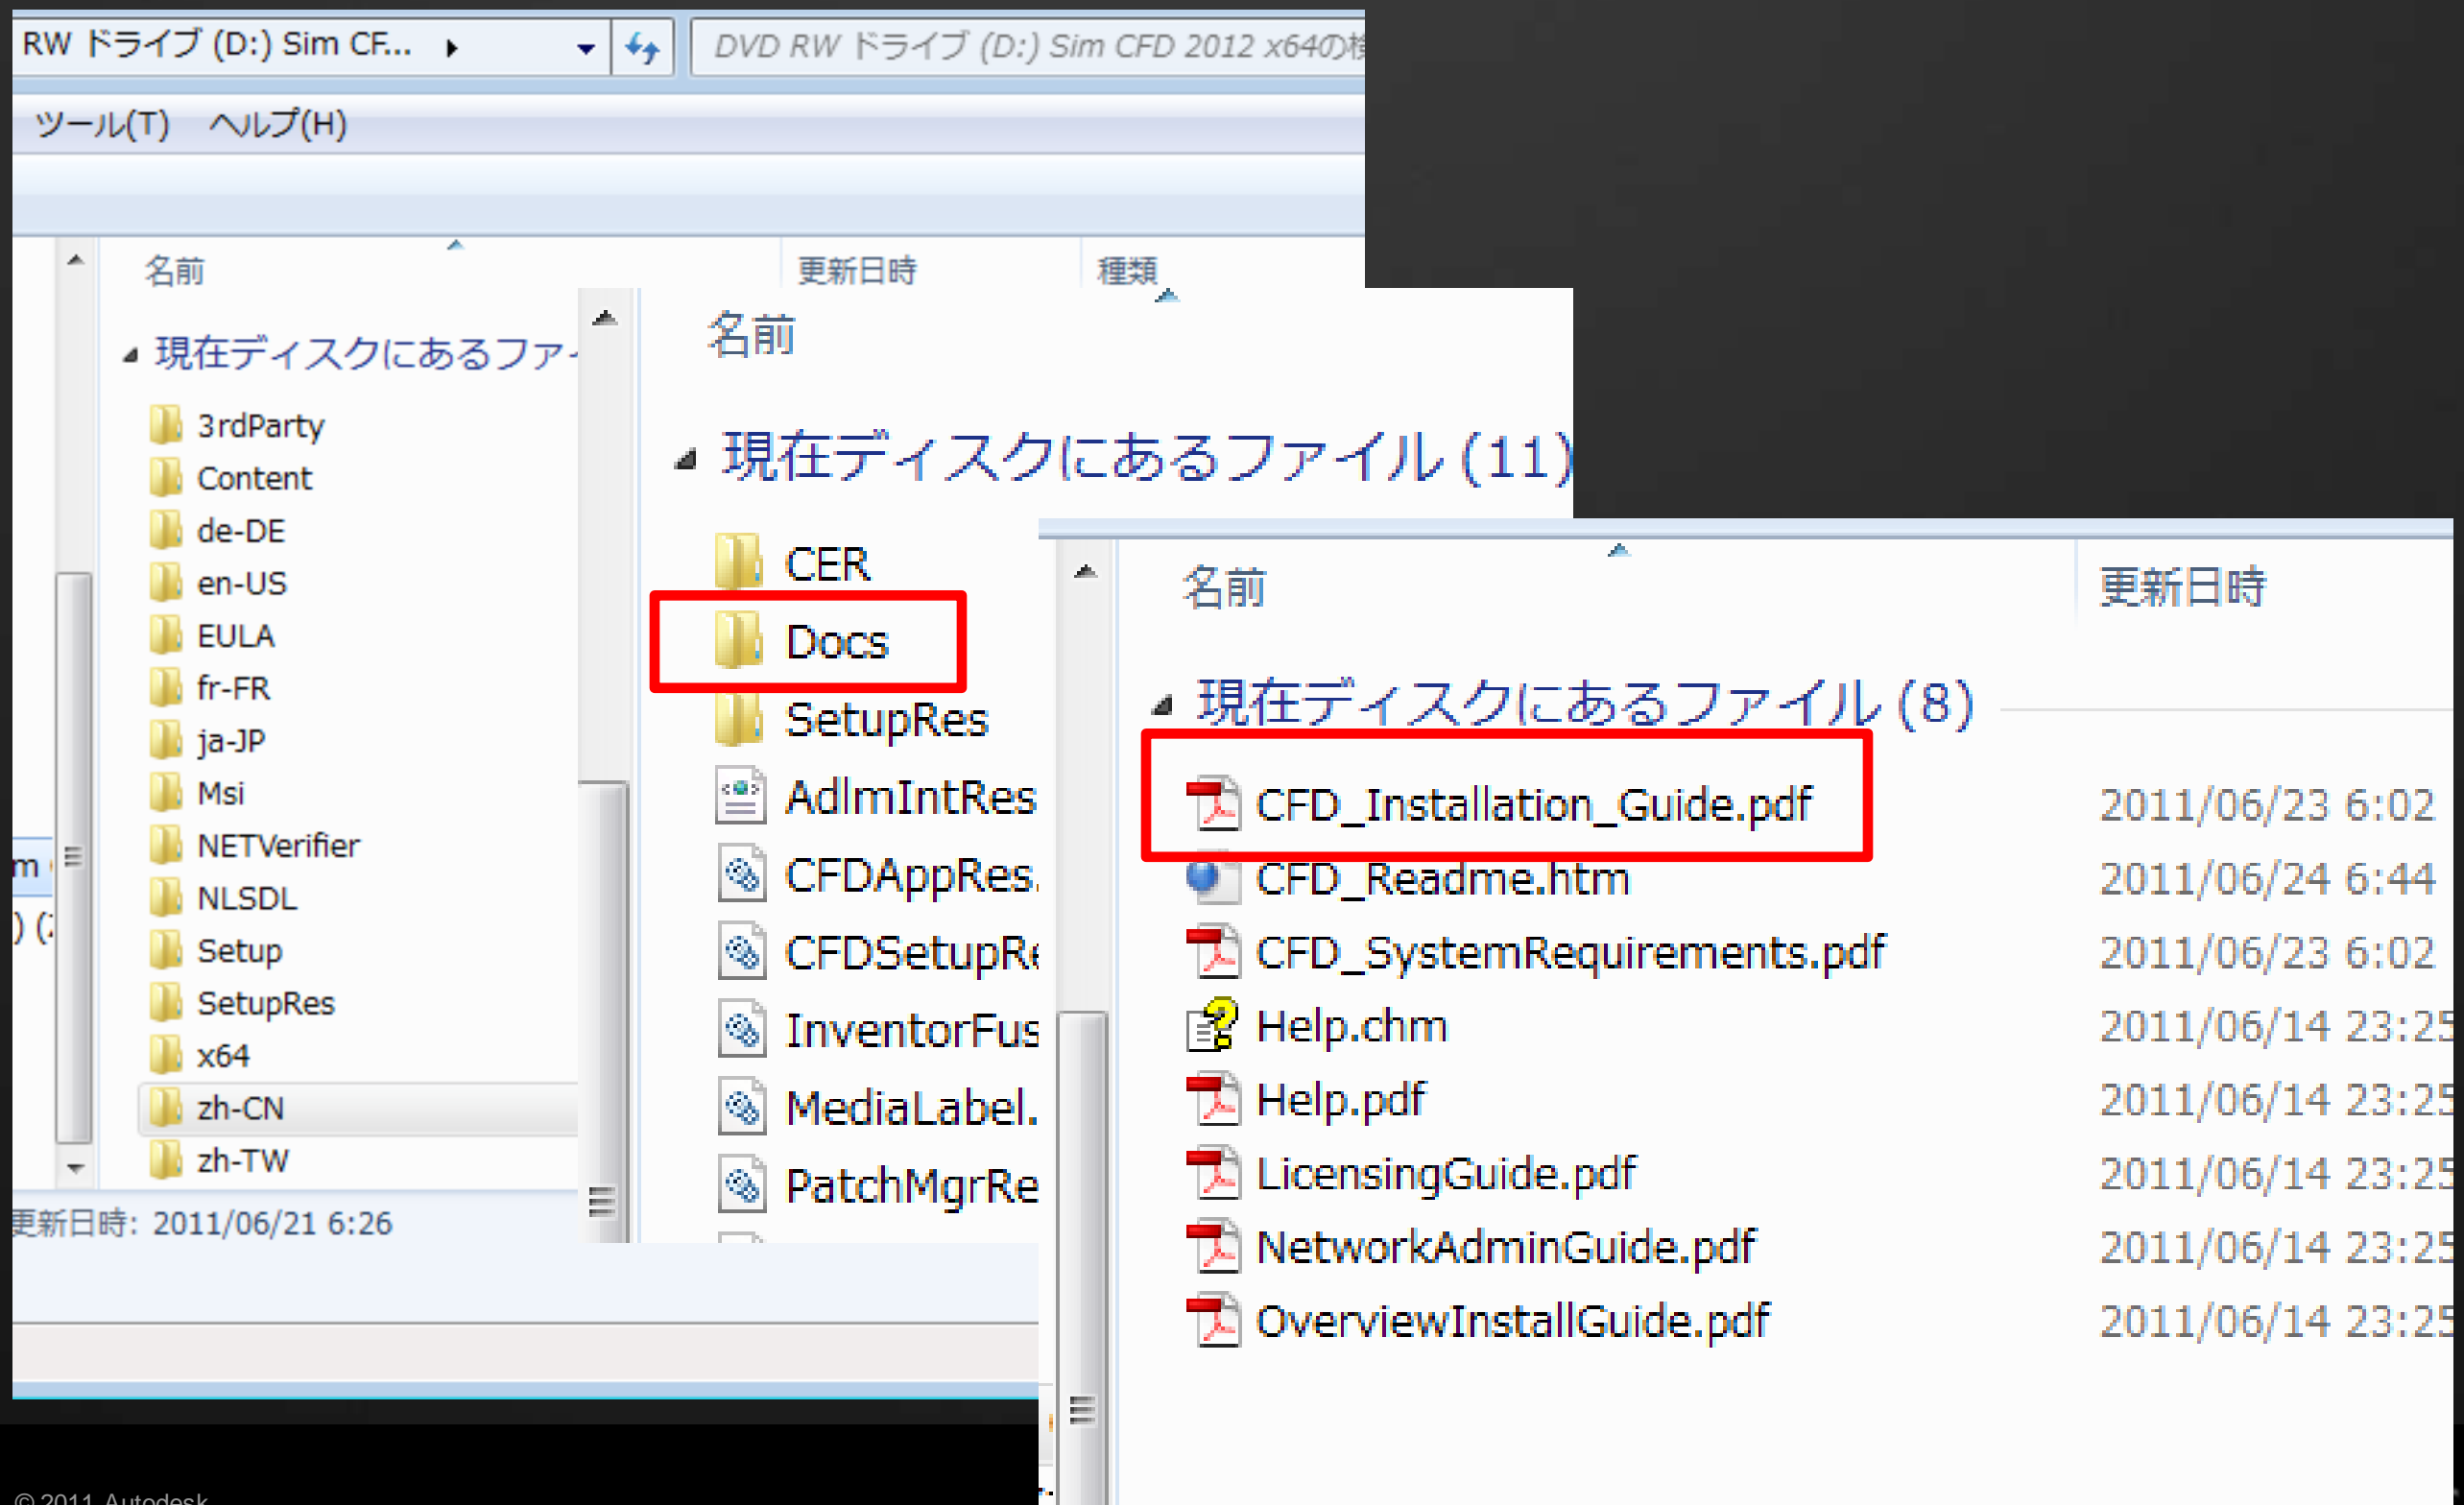 RW ドライブ (D:) Sim CF...
DVD RW ドライブ (D:) Sim CFD 2012 x64の検
ツール(T) ヘルプ(H)
名前 更新日時 種類
現在ディスクにあるファ
3rdParty
Content
de-DE
en-US
EULA
fr-FR
ja-JP
Msi
NETVerifier
NLSDL
Setup
SetupRes
x64
zh-CN
zh-TW
更新日時: 2011/06/21 6:26
名前
現在ディスクにあるファイル (11)
CER
Docs
SetupRes
AdlmIntRes
CFDAppRes.
CFDSetupRe
InventorFus
MediaLabel.
PatchMgrRe
名前 更新日時
現在ディスクにあるファイル (8)
CFD_Installation_Guide.pdf 2011/06/23 6:02
CFD_Readme.htm 2011/06/24 6:44
CFD_SystemRequirements.pdf 2011/06/23 6:02
Help.chm 2011/06/14 23:25
Help.pdf 2011/06/14 23:25
LicensingGuide.pdf 2011/06/14 23:25
NetworkAdminGuide.pdf 2011/06/14 23:25
OverviewInstallGuide.pdf 2011/06/14 23:25
© 2011 Autodesk